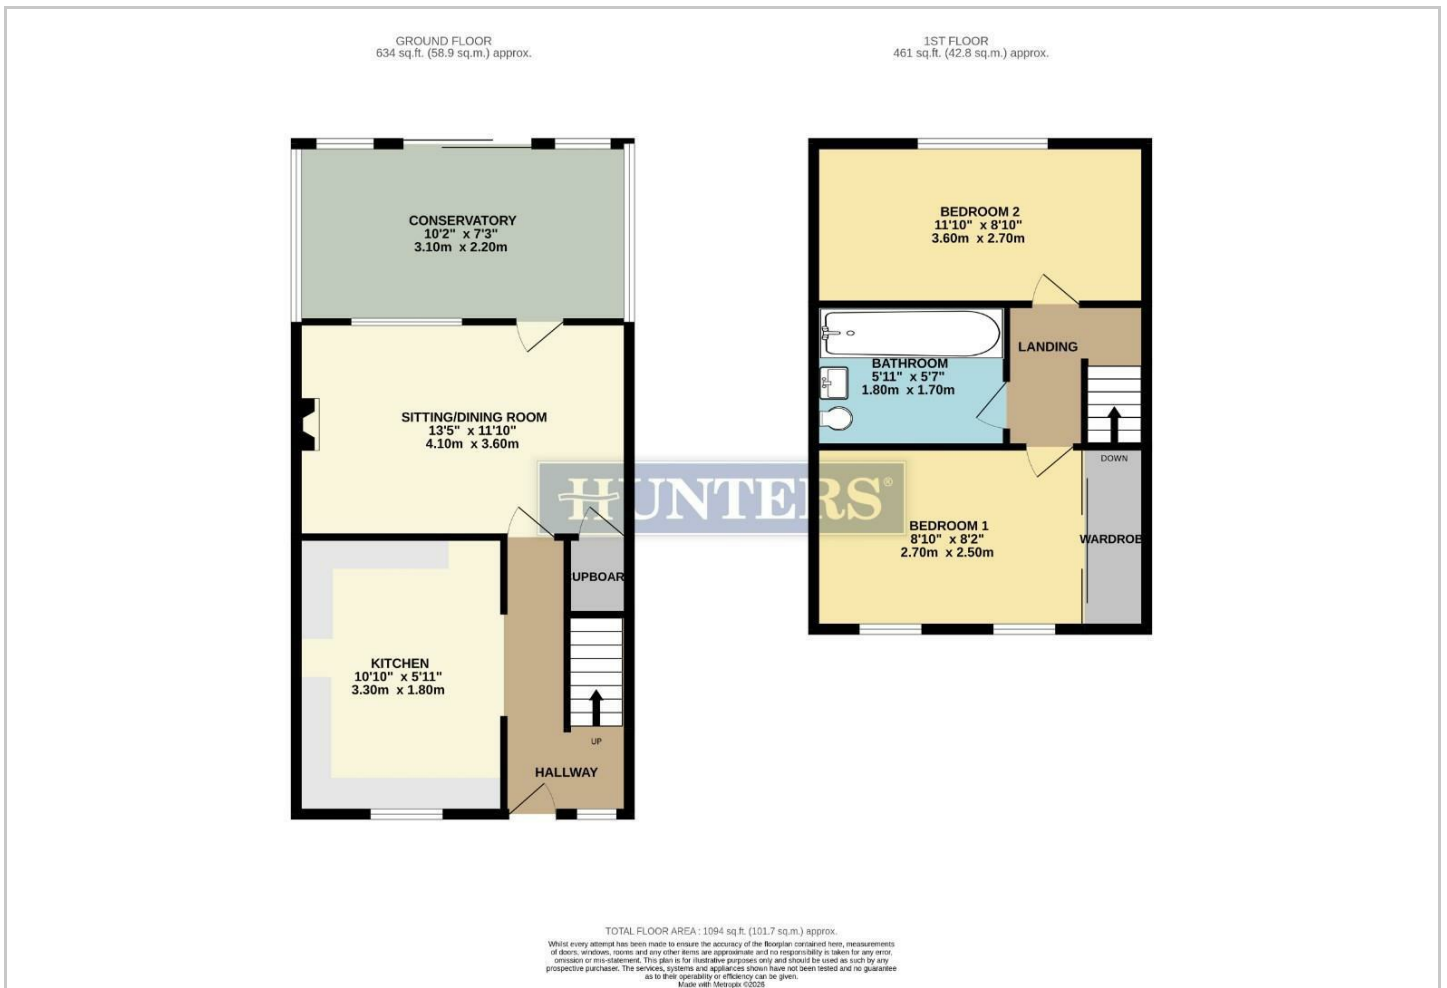 GROUND FLOOR
634 sq.ft. (58.9 sq.m.) approx.
1ST FLOOR
461 sq.ft. (42.8 sq.m.) approx.
CONSERVATORY
10'2" x 7'3"
3.10m x 2.20m
BEDROOM 2
11'10" x 8'10"
3.60m x 2.70m
LANDING
BATHROOM
5'11" x 5'7"
1.80m x 1.70m
SITTING/DINING ROOM
13'5" x 11'10"
4.10m x 3.60m
DOWN
HUNTERS®
BEDROOM 1
8'10" x 8'2"
2.70m x 2.50m
WARDROB
UPBOAR
KITCHEN
10'10" x 5'11"
3.30m x 1.80m
UP
HALLWAY
TOTAL FLOOR AREA : 1094 sq.ft. (101.7 sq.m.) approx.
Whilst every attempt has been made to ensure the accuracy of the floorplan contained here, measurements
of doors, windows, rooms and any other items are approximate and no responsibility is taken for any error,
omission or mis-statement. This plan is for illustrative purposes only and should be used as such by any
prospective purchaser. The services, systems and appliances shown have not been tested and no guarantee
as to their operability or efficiency can be given.
Made with Metropix ©2026